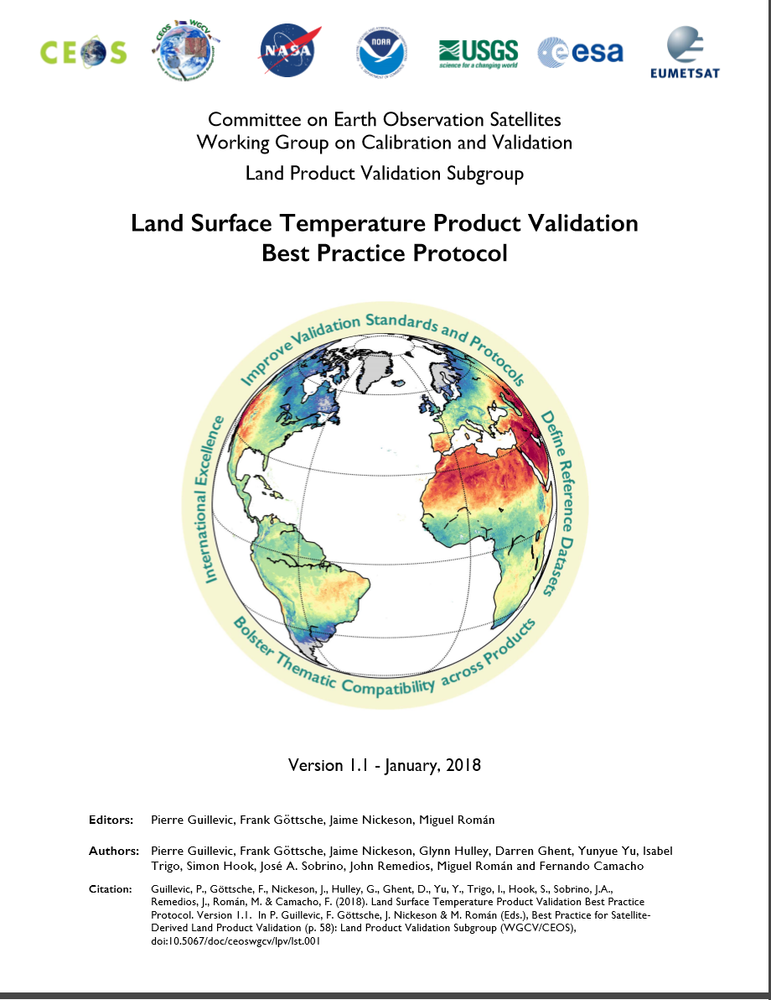 CEOS
WGCV
NASA
NOAA
USGS
science for a changing world
esa
EUMETSAT
Committee on Earth Observation Satellites
Working Group on Calibration and Validation
Land Product Validation Subgroup
Land Surface Temperature Product Validation
Best Practice Protocol
Improve Validation Standards and Protocols
Define Reference Datasets
International Excellence
Bolster Thematic Compatibility across Products
Version 1.1 - January, 2018
Editors: Pierre Guillevic, Frank Göttsche, Jaime Nickeson, Miguel Román
Authors: Pierre Guillevic, Frank Göttsche, Jaime Nickeson, Glynn Hulley, Darren Ghent, Yunyue Yu, Isabel
Trigo, Simon Hook, José A. Sobrino, John Remedios, Miguel Román and Fernando Camacho
Citation: Guillevic, P., Göttsche, F., Nickeson, J., Hulley, G., Ghent, D., Yu, Y., Trigo, I., Hook, S., Sobrino, J.A.,
Remedios, J., Román, M. & Camacho, F. (2018). Land Surface Temperature Product Validation Best Practice
Protocol. Version 1.1. In P. Guillevic, F. Göttsche, J. Nickeson & M. Román (Eds.), Best Practice for Satellite-
Derived Land Product Validation (p. 58): Land Product Validation Subgroup (WGCV/CEOS),
doi:10.5067/doc/ceoswgcv/lpv/lst.001